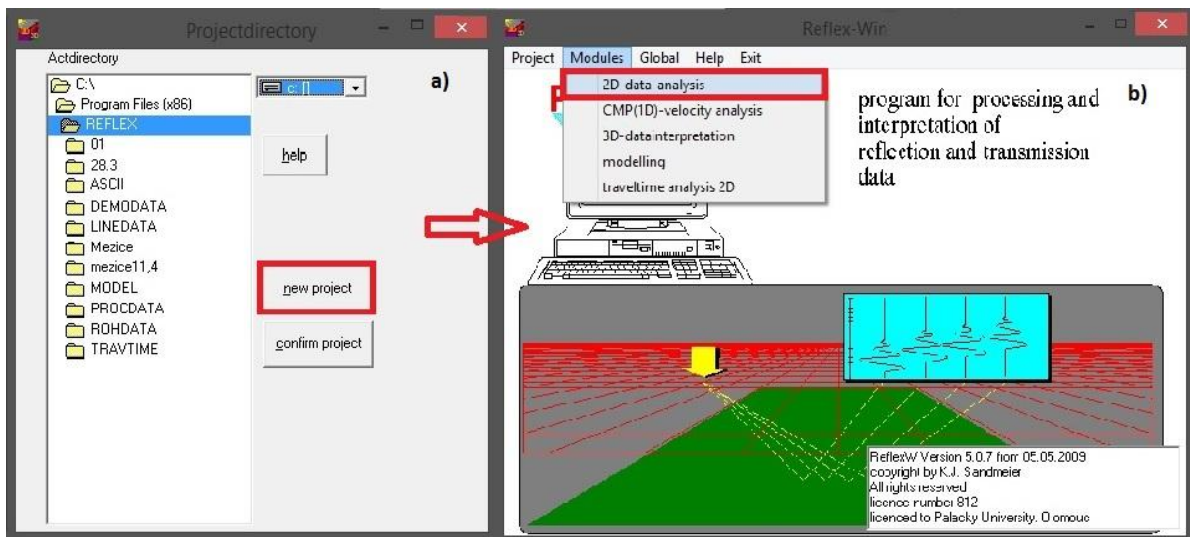 Projectdirectory
Actdirectory
C:\
Program Files (x86)
REFLEX
01
28.3
ASCII
DEMODATA
LINEDATA
Mezice
mezice11,4
MODEL
PROCDATA
ROHDATA
TRAVTIME
c: []
a)
help
new project
confirm project
Reflex-Win
Project Modules Global Help Exit
2D data-analysis
CMP(1D)-velocity analysis
3D-datainterpretation
modelling
traveltime analysis 2D
program for processing and
interpretation of
reflection and transmission
data
b)
ReflexW Version 5.0.7 from 05.05.2009
copyright by K.J. Sandmeier
All rights reserved
licence number 812
licenced to Palacky University, Olomouc